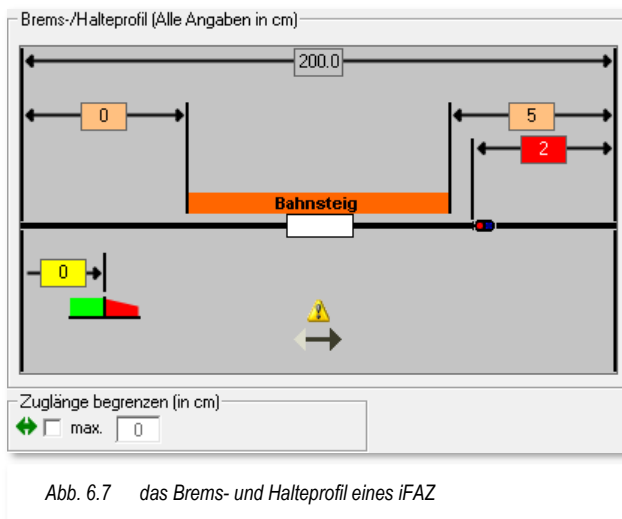 Brems-/Halteprofil (Alle Angaben in cm)
200.0
0
5
2
Bahnsteig
0
Zuglänge begrenzen (in cm)
max. 0
Abb. 6.7 das Brems- und Halteprofil eines iFAZ